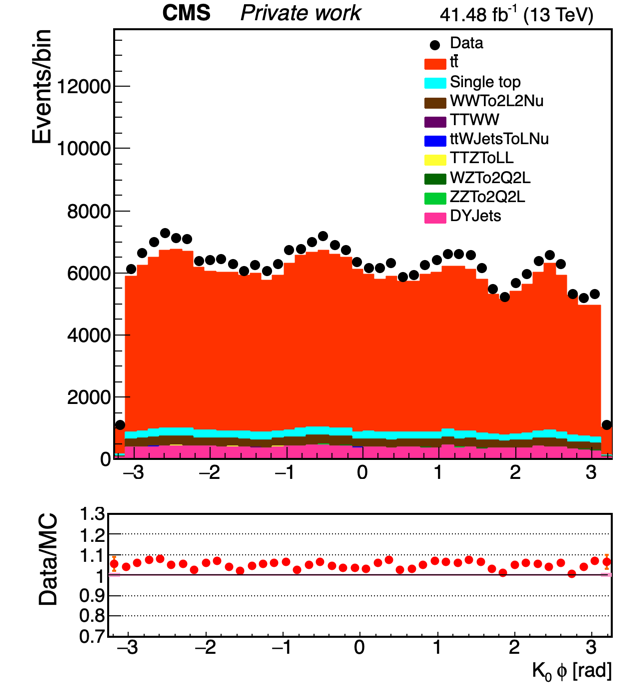 CMS Private work 41.48 fb⁻¹ (13 TeV)
Events/bin
12000
10000
8000
6000
4000
2000
0
Data
tt̄
Single top
WWTo2L2Nu
TTWW
ttWJetsToLNu
TTZToLL
WZTo2Q2L
ZZTo2Q2L
DYJets
−3 −2 −1 0 1 2 3
Data/MC
1.3
1.2
1.1
1
0.9
0.8
0.7
−3 −2 −1 0 1 2 3
K₀ ϕ [rad]